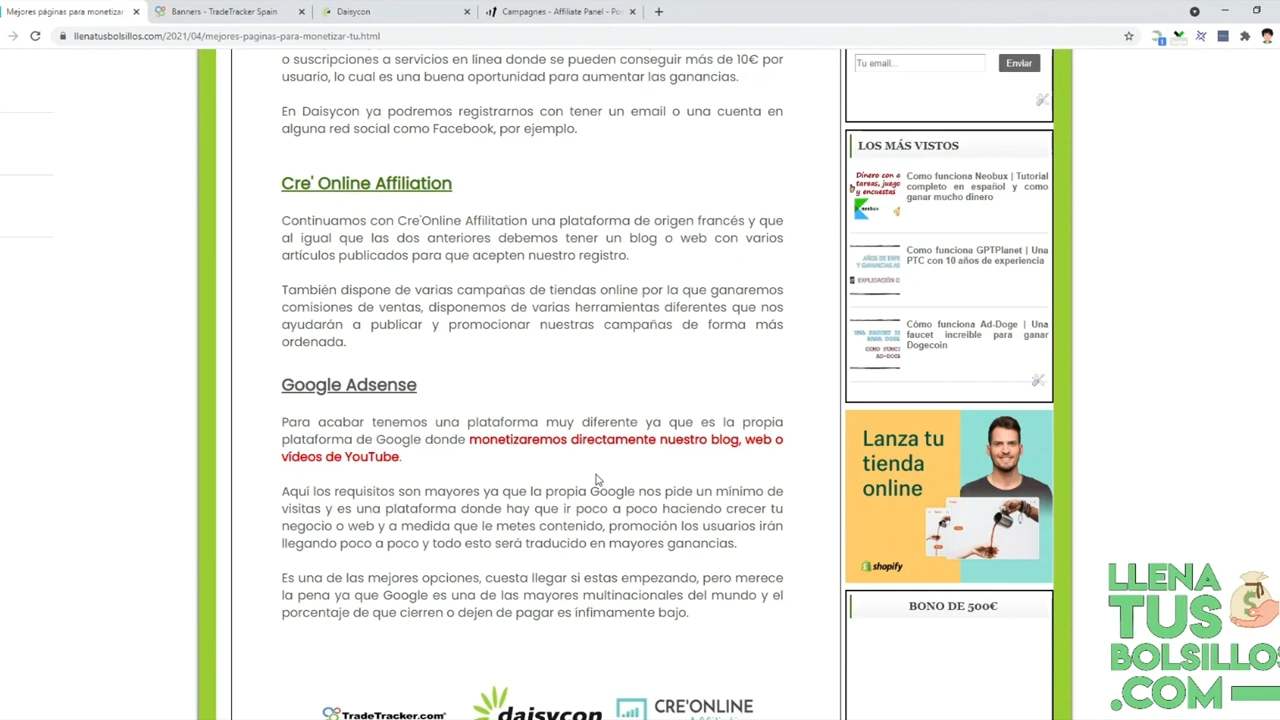 Mejores páginas para monetizar
Banners - TradeTracker Spain
Daisycon
Campagnes - Affiliate Panel - Po
llenatusbolsillos.com/2021/04/mejores-paginas-para-monetizar-tu.html
o suscripciones a servicios en línea donde se pueden conseguir más de 10€ por
usuario, lo cual es una buena oportunidad para aumentar las ganancias.
En Daisycon ya podremos registrarnos con tener un email o una cuenta en
alguna red social como Facebook, por ejemplo.
Cre' Online Affiliation
Continuamos con Cre'Online Affilitation una plataforma de origen francés y que
al igual que las dos anteriores debemos tener un blog o web con varios
artículos publicados para que acepten nuestro registro.
También dispone de varias campañas de tiendas online por la que ganaremos
comisiones de ventas, disponemos de varias herramientas diferentes que nos
ayudarán a publicar y promocionar nuestras campañas de forma más
ordenada.
Google Adsense
Para acabar tenemos una plataforma muy diferente ya que es la propia
plataforma de Google donde monetizaremos directamente nuestro blog, web o
vídeos de YouTube.
Aquí los requisitos son mayores ya que la propia Google nos pide un mínimo de
visitas y es una plataforma donde hay que ir poco a poco haciendo crecer tu
negocio o web y a medida que le metes contenido, promoción los usuarios irán
llegando poco a poco y todo esto será traducido en mayores ganancias.
Es una de las mejores opciones, cuesta llegar si estas empezando, pero merece
la pena ya que Google es una de las mayores multinacionales del mundo y el
porcentaje de que cierren o dejen de pagar es ínfimamente bajo.
TradeTracker.com
daisycon
CRE'ONLINE
Tu email...
Enviar
LOS MÁS VISTOS
Dinero con
tareas, juego
y encuestas
Como funciona Neobux | Tutorial
completo en español y como
ganar mucho dinero
Como funciona GPTPlanet | Una
PTC con 10 años de experiencia
Cómo funciona Ad-Doge | Una
faucet increible para ganar
Dogecoin
Lanza tu
tienda
online
shopify
BONO DE 500€
LLENA
TUS
BOLSILLOS
.COM